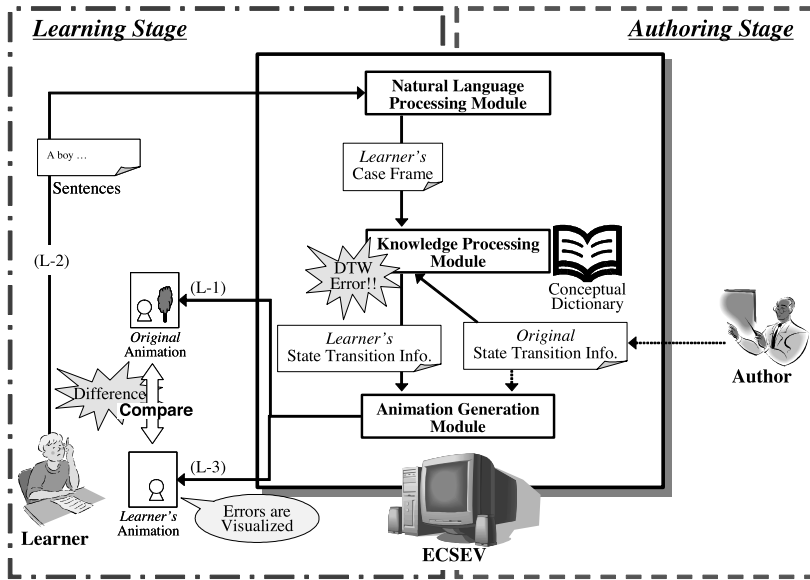 Learning Stage
Authoring Stage
Natural Language
Processing Module
A boy ...
Sentences
Learner's
Case Frame
(L-2)
Knowledge Processing
Module
DTW
Error!!
Conceptual
Dictionary
(L-1)
Original
Animation
Learner's
State Transition Info.
Original
State Transition Info.
Author
Difference
Compare
Animation Generation
Module
(L-3)
Learner's
Animation
Errors are
Visualized
Learner
ECSEV